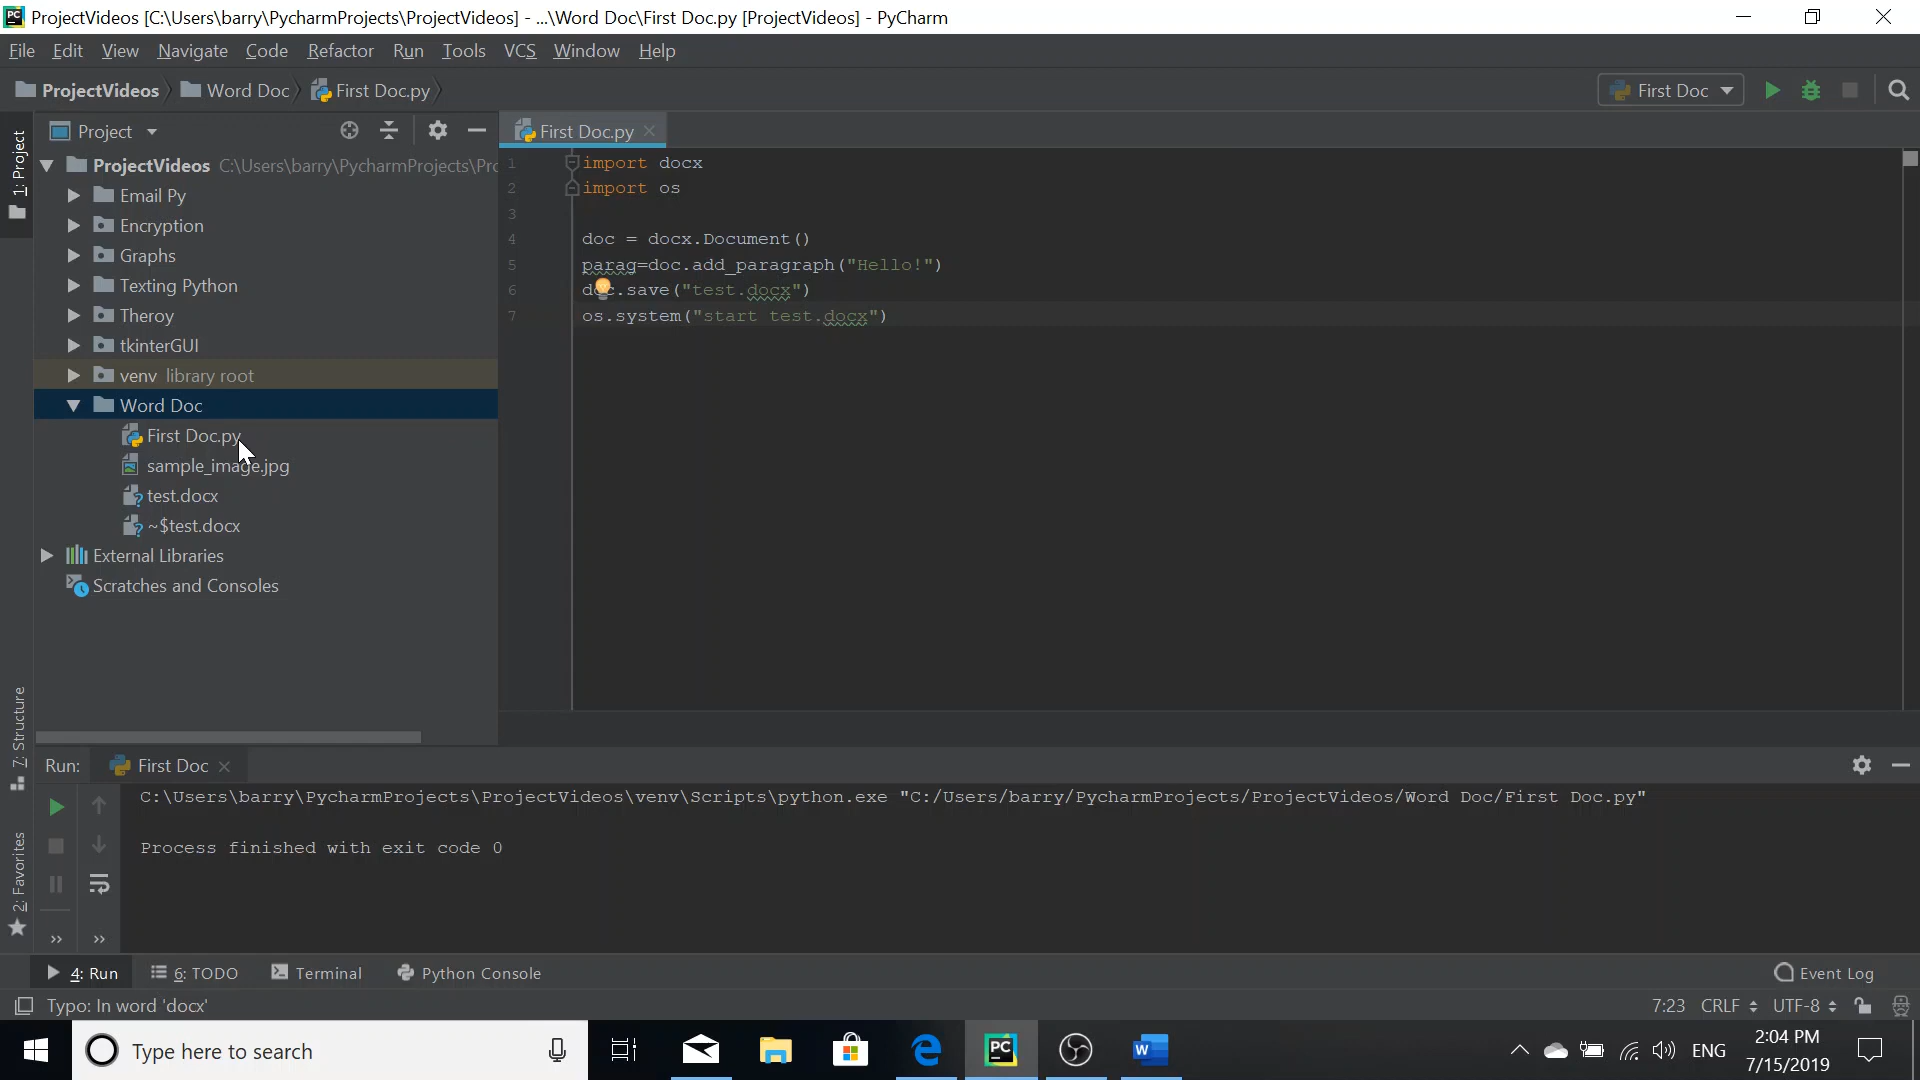 ProjectVideos [C:\Users\barry\PycharmProjects\ProjectVideos] - ...\Word Doc\First Doc.py [ProjectVideos] - PyCharm
File Edit View Navigate Code Refactor Run Tools VCS Window Help
ProjectVideos Word Doc First Doc.py
First Doc
Project
First Doc.py
1: Project
ProjectVideos C:\Users\barry\PycharmProjects\Pro
Email Py
Encryption
Graphs
Texting Python
Theroy
tkinterGUI
venv library root
Word Doc
First Doc.py
sample_image.jpg
test.docx
~$test.docx
External Libraries
Scratches and Consoles
1 import docx
2 import os
3
4 doc = docx.Document()
5 parag=doc.add_paragraph("Hello!")
6 doc.save("test.docx")
7 os.system("start test.docx")
7: Structure
2: Favorites
Run: First Doc
C:\Users\barry\PycharmProjects\ProjectVideos\venv\Scripts\python.exe "C:/Users/barry/PycharmProjects/ProjectVideos/Word Doc/First Doc.py"
Process finished with exit code 0
4: Run 6: TODO Terminal Python Console Event Log
Typo: In word 'docx' 7:23 CRLF UTF-8
Type here to search
ENG
2:04 PM
7/15/2019